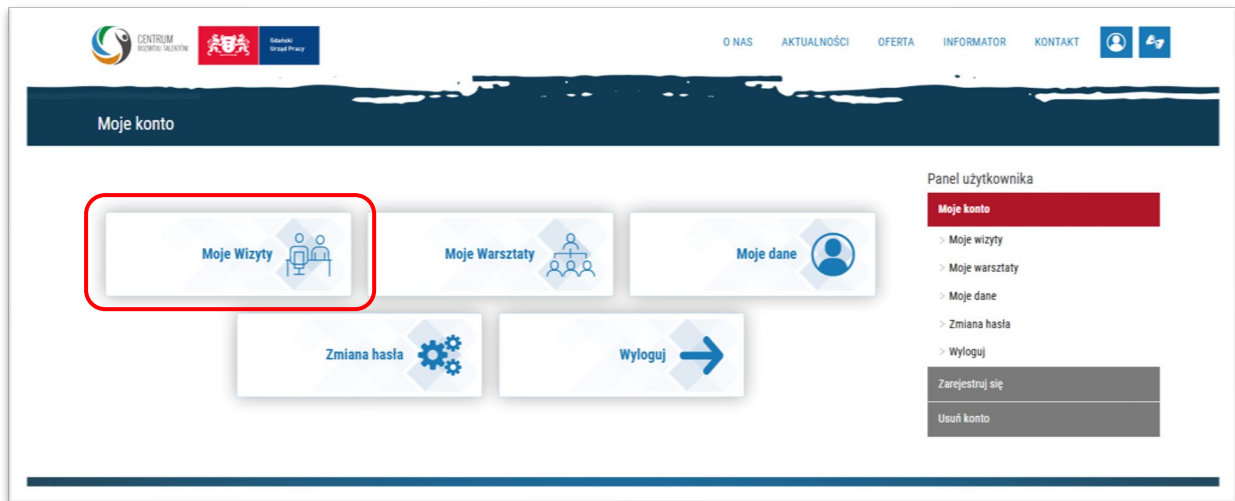 CENTRUM
ROZWOJU TALENTÓW
Gdański
Urząd Pracy
O NAS AKTUALNOŚCI OFERTA INFORMATOR KONTAKT
Moje konto
Panel użytkownika
Moje konto
> Moje wizyty
> Moje warsztaty
> Moje dane
> Zmiana hasła
> Wyloguj
Zarejestruj się
Usuń konto
Moje Wizyty
Moje Warsztaty
Moje dane
Zmiana hasła
Wyloguj